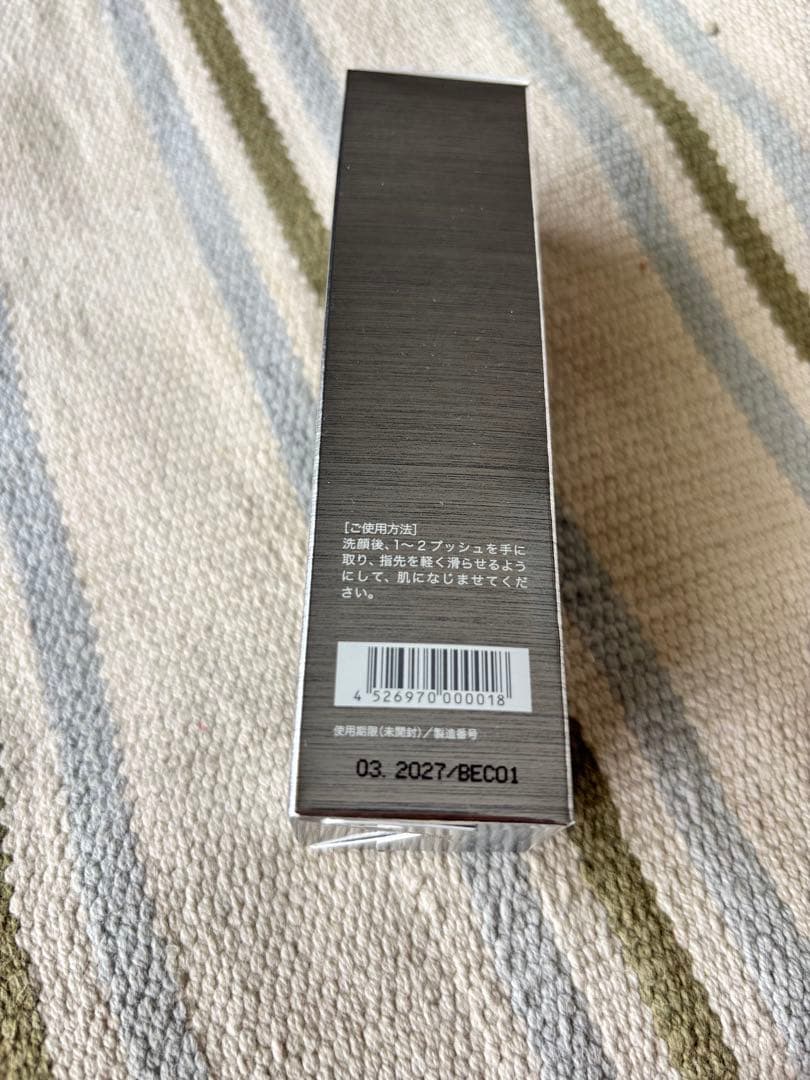 [ご使用方法]
洗顔後、1〜2プッシュを手に
取り、指先を軽く滑らせるよう
にして、肌になじませてくだ
さい。
4 526970 000018
使用期限(未開封)/製造番号
03. 2027/BEC01